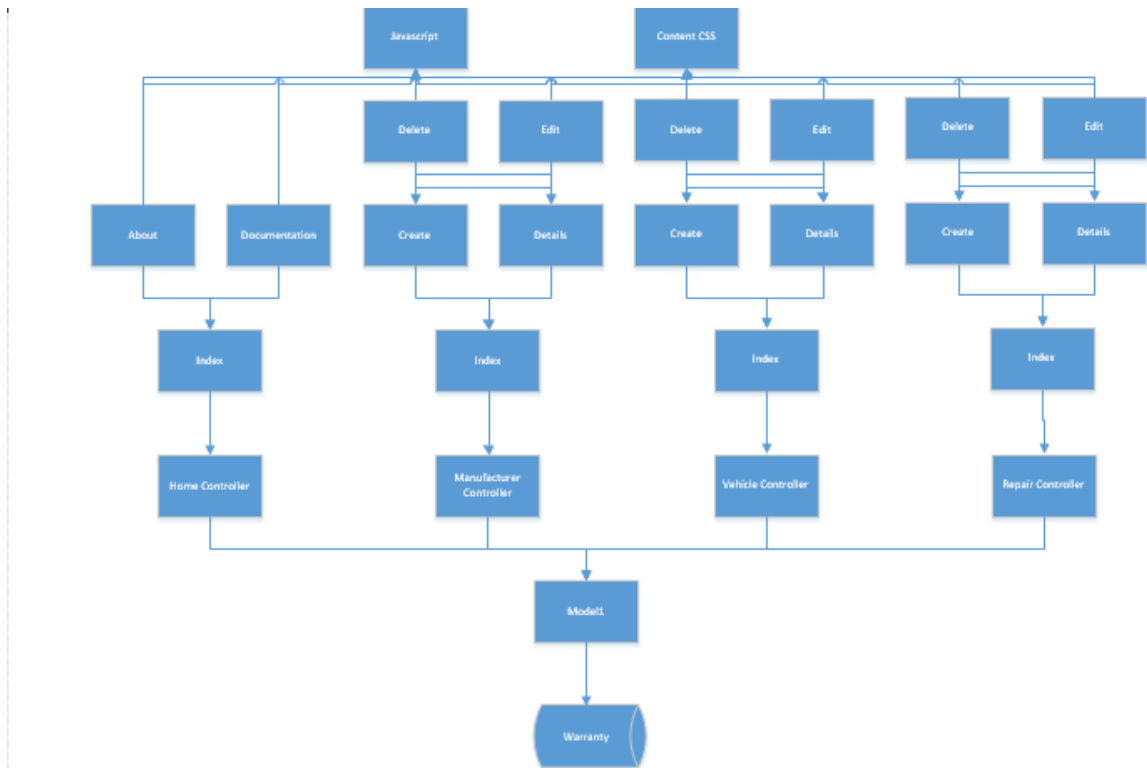 Javascript
Content CSS
Delete
Edit
Delete
Edit
Delete
Edit
About
Documentation
Create
Details
Create
Details
Create
Details
Index
Index
Index
Index
Home Controller
Manufacturer
Controller
Vehicle Controller
Repair Controller
Model1
Warranty